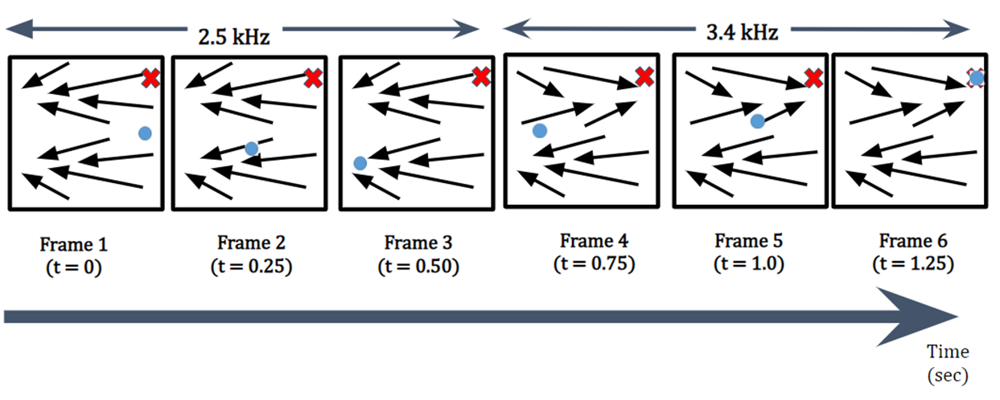 2.5 kHz
3.4 kHz
Frame 1
(t = 0)
Frame 2
(t = 0.25)
Frame 3
(t = 0.50)
Frame 4
(t = 0.75)
Frame 5
(t = 1.0)
Frame 6
(t = 1.25)
Time
(sec)